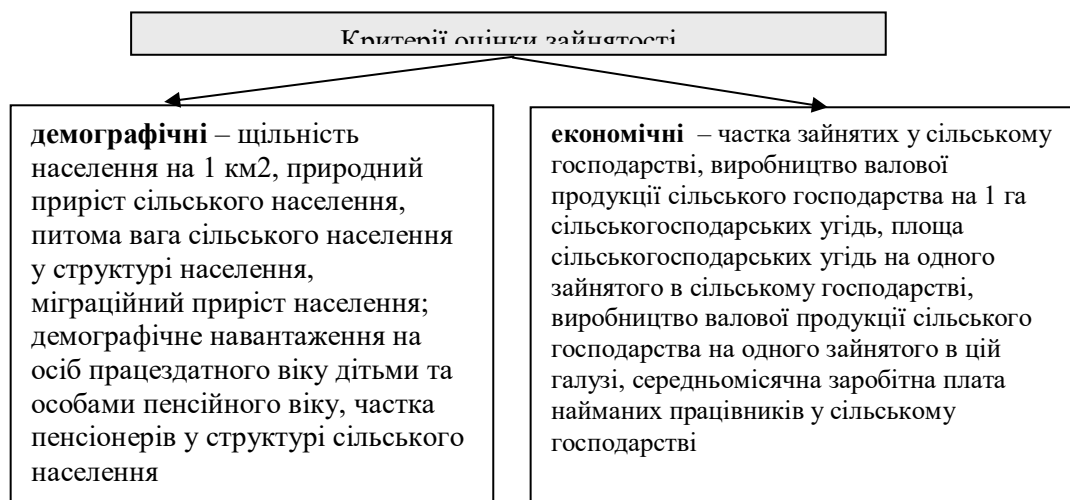 Критерії оцінки зайнятості
демографічні – щільність
населення на 1 км2, природний
приріст сільського населення,
питома вага сільського населення
у структурі населення,
міграційний приріст населення;
демографічне навантаження на
осіб працездатного віку дітьми та
особами пенсійного віку, частка
пенсіонерів у структурі сільського
населення
економічні – частка зайнятих у сільському
господарстві, виробництво валової
продукції сільського господарства на 1 га
сільськогосподарських угідь, площа
сільськогосподарських угідь на одного
зайнятого в сільському господарстві,
виробництво валової продукції сільського
господарства на одного зайнятого в цій
галузі, середньомісячна заробітна плата
найманих працівників у сільському
господарстві